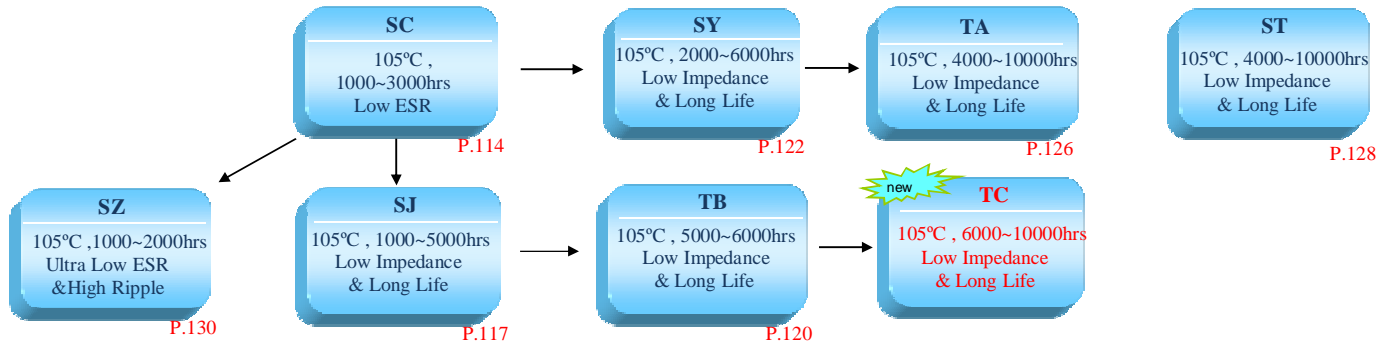 SC
105ºC ,
1000~3000hrs
Low ESR
P.114
SY
105ºC , 2000~6000hrs
Low Impedance
& Long Life
P.122
TA
105ºC , 4000~10000hrs
Low Impedance
& Long Life
P.126
ST
105ºC , 4000~10000hrs
Low Impedance
& Long Life
P.128
SZ
105ºC ,1000~2000hrs
Ultra Low ESR
&High Ripple
P.130
SJ
105ºC , 1000~5000hrs
Low Impedance
& Long Life
P.117
TB
105ºC , 5000~6000hrs
Low Impedance
& Long Life
P.120
new
TC
105ºC , 6000~10000hrs
Low Impedance
& Long Life